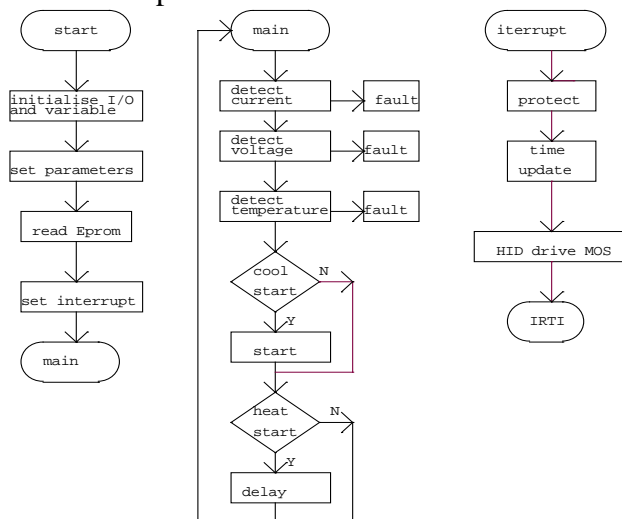 start
initialise I/O
and variable
set parameters
read Eprom
set interrupt
main
main
detect
current
fault
detect
voltage
fault
detect
temperature
fault
cool
start
N
Y
start
heat
start
N
Y
delay
iterrupt
protect
time
update
HID drive MOS
IRTI